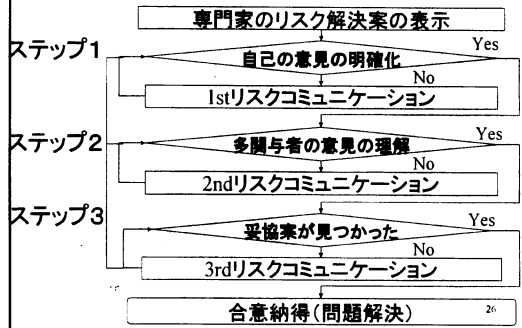 専門家のリスク解決案の表示
ステップ1
自己の意見の明確化
Yes
No
1stリスクコミュニケーション
ステップ2
多関与者の意見の理解
Yes
No
2ndリスクコミュニケーション
ステップ3
妥協案が見つかった
Yes
No
3rdリスクコミュニケーション
合意納得(問題解決)
26